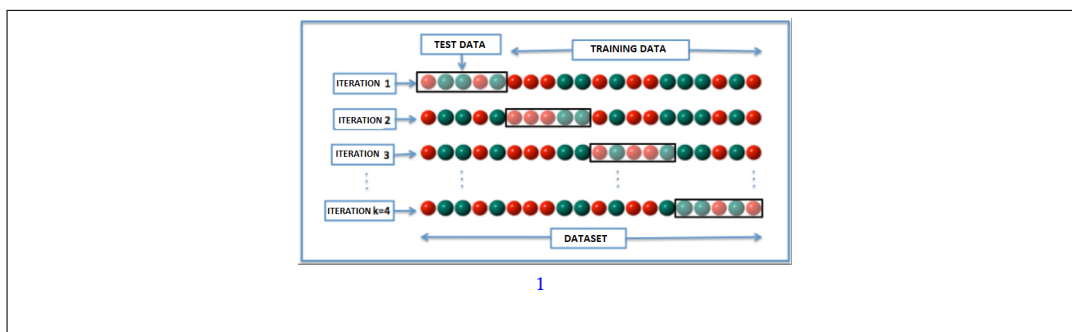 TEST DATA
TRAINING DATA
ITERATION 1
ITERATION 2
ITERATION 3
ITERATION k=4
DATASET
1